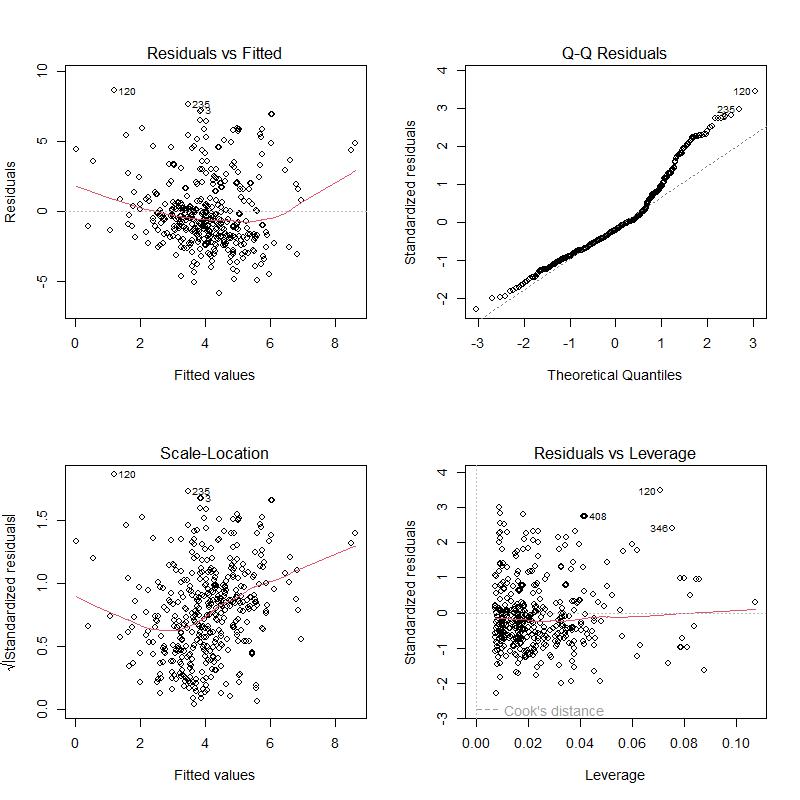 Residuals vs Fitted
Residuals
10
5
0
-5
120
235
3
0 2 4 6 8
Fitted values
Q-Q Residuals
Standardized residuals
4
3
2
1
0
-1
-2
120
235
-3 -2 -1 0 1 2 3
Theoretical Quantiles
Scale-Location
√|Standardized residuals|
1.5
1.0
0.5
0.0
120
235
3
0 2 4 6 8
Fitted values
Residuals vs Leverage
Standardized residuals
4
3
2
1
0
-1
-2
-3
120
408
346
Cook's distance
0.00 0.02 0.04 0.06 0.08 0.10
Leverage